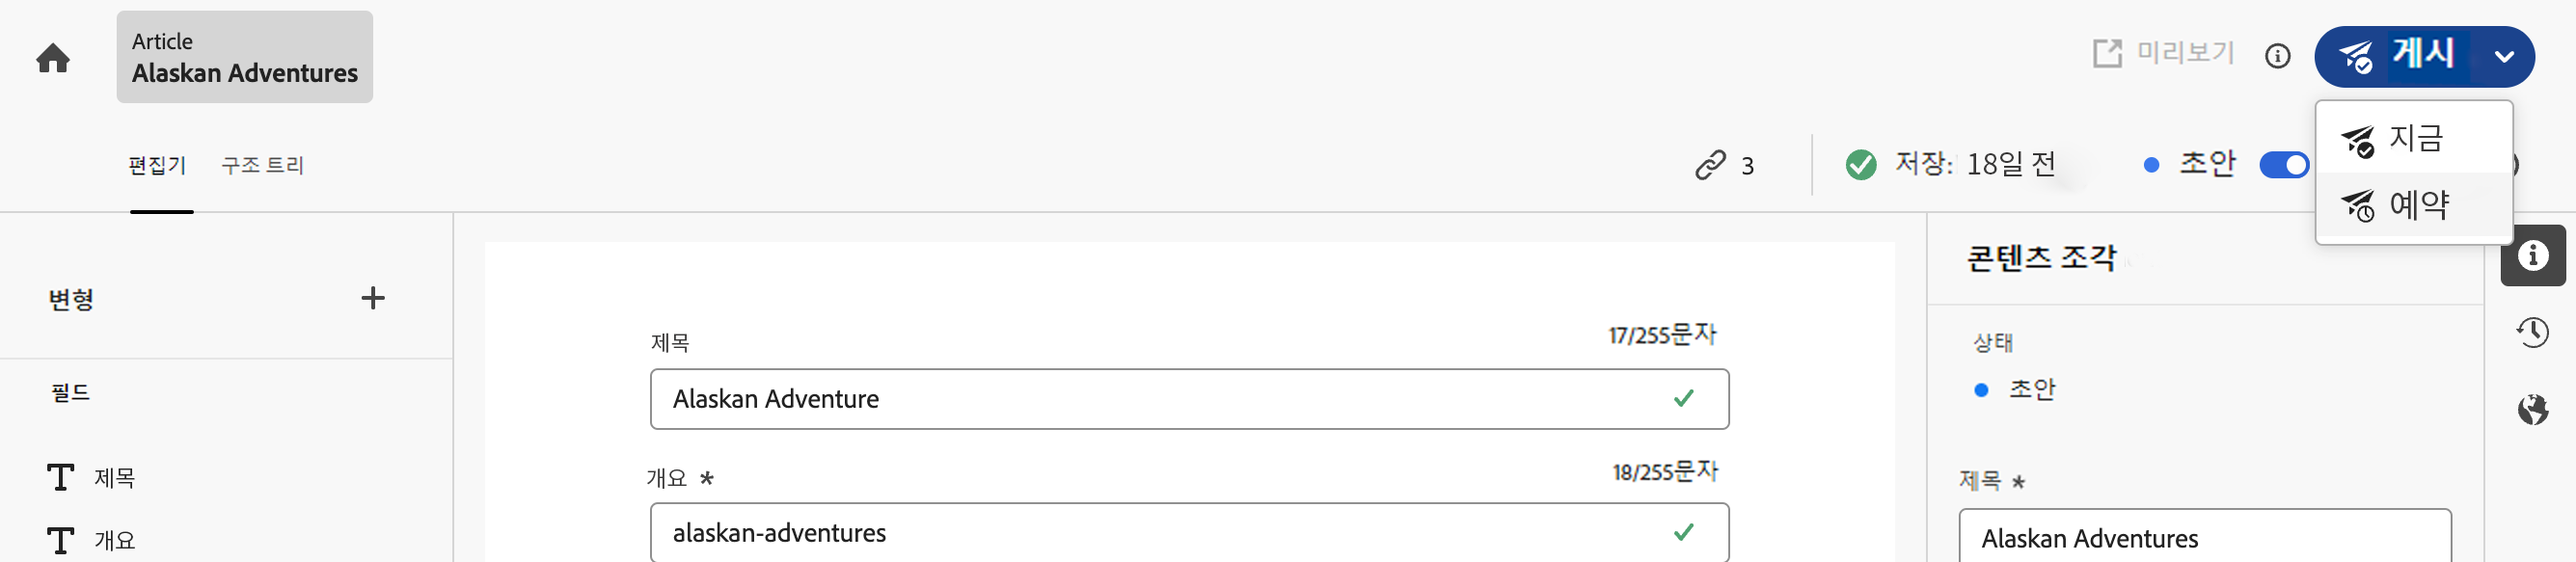 Article
Alaskan Adventures
미리보기
게시
지금
예약
편집기
구조 트리
3
저장: 18일 전
초안
변형
콘텐츠 조각
제목
17/255문자
Alaskan Adventure
상태
초안
필드
제목
개요
개요 *
18/255문자
alaskan-adventures
제목 *
Alaskan Adventures